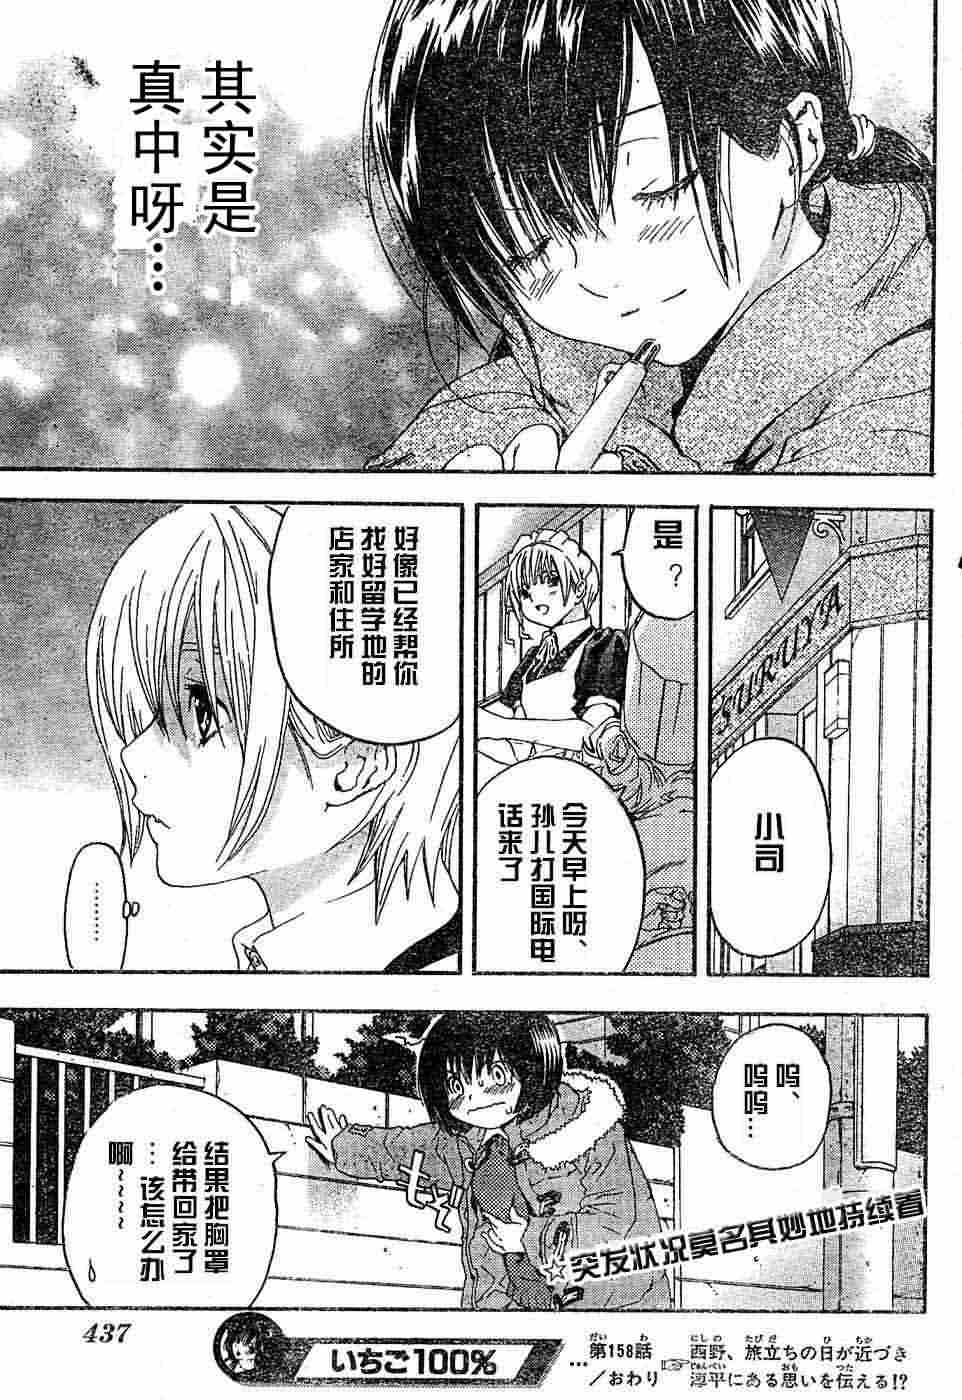 其实是
真中呀…
SURUYA
小司
是?
今天早上呀、
孙儿打国际电
话来了
好像已经帮你
找好留学地的
店家和住所
………
呜、
呜呜…
モゾモゾ
结果把胸罩
给带回家了
…该怎么办
啊~~~~
☆突发状况莫名其妙地持续着
437
いちご100%
…第158話
／おわり
☞西野、旅立ちの日が近づき
淳平にある思いを伝える!?